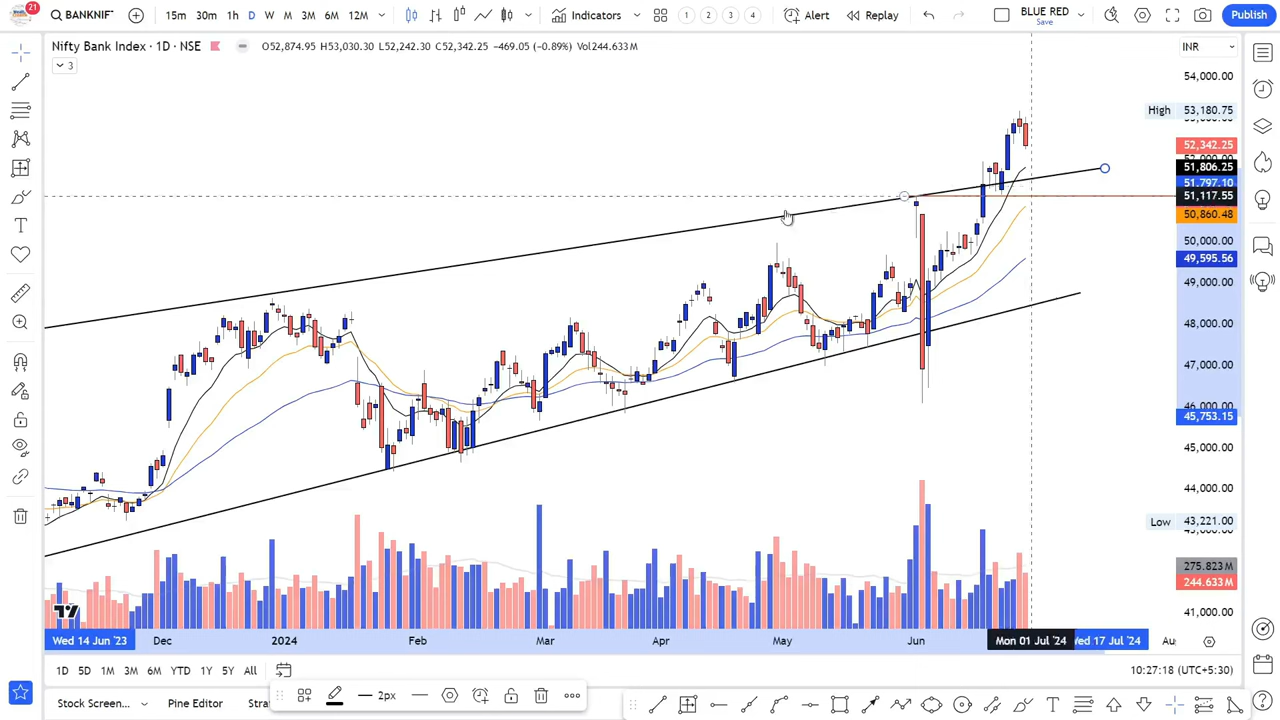 21
BANKNIF
15m 30m 1h D W M 3M 6M 12M
Indicators
1 2 3 4
Alert
Replay
BLUE RED
Save
Publish
Nifty Bank Index · 1D · NSE
O52,874.95 H53,030.30 L52,242.30 C52,342.25 −469.05 (−0.89%) Vol244.633M
3
INR
54,000.00
High 53,180.75
52,342.25
51,806.25
51,797.10
51,117.55
50,860.48
50,000.00
49,595.56
49,000.00
48,000.00
47,000.00
46,000.00
45,753.15
45,000.00
44,000.00
Low 43,221.00
275.823M
244.633M
41,000.00
Wed 14 Jun '23 Dec 2024 Feb Mar Apr May Jun Mon 01 Jul '24 Wed 17 Jul '24 Au
1D 5D 1M 3M 6M YTD 1Y 5Y All
10:27:18 (UTC+5:30)
2px
Stock Screen...
Pine Editor
Stra
T